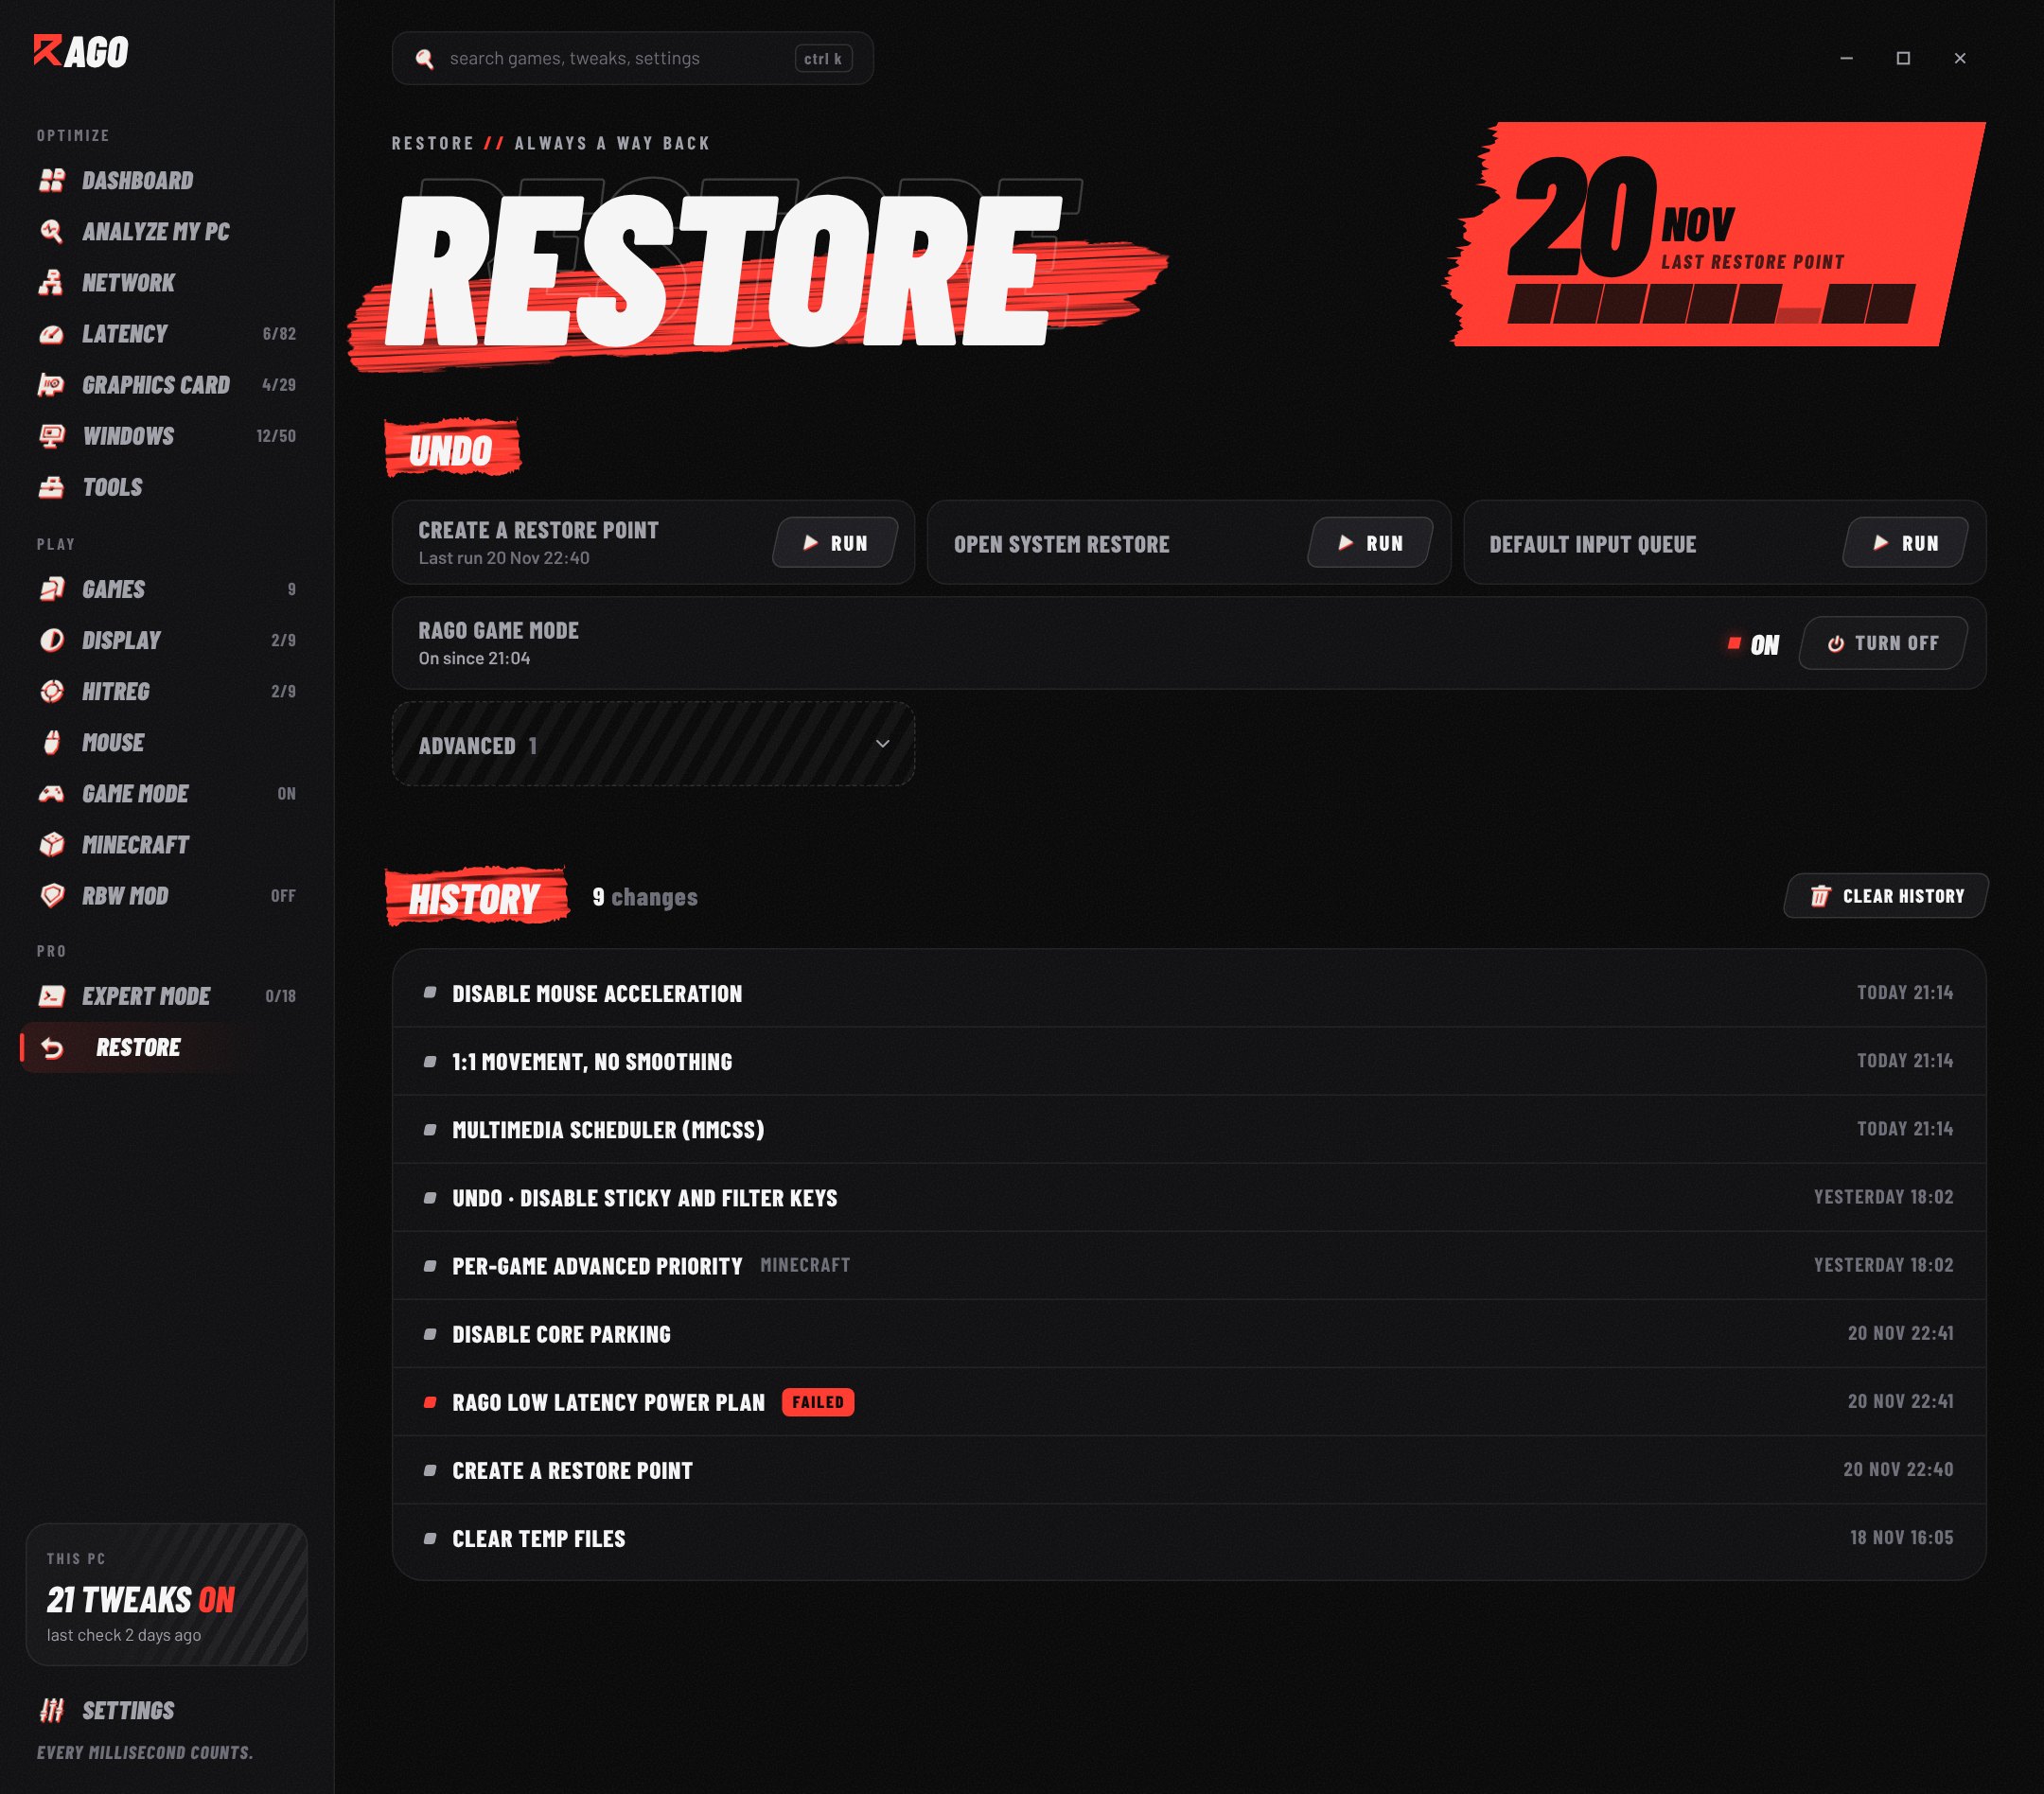 RAGO
OPTIMIZE
DASHBOARD
ANALYZE MY PC
NETWORK
LATENCY 6/82
GRAPHICS CARD 4/29
WINDOWS 12/50
TOOLS
PLAY
GAMES 9
DISPLAY 2/9
HITREG 2/9
MOUSE
GAME MODE ON
MINECRAFT
RBW MOD OFF
PRO
EXPERT MODE 0/18
RESTORE
THIS PC
21 TWEAKS ON
last check 2 days ago
SETTINGS
EVERY MILLISECOND COUNTS.
search games, tweaks, settings ctrl k
RESTORE // ALWAYS A WAY BACK
RESTORE
20 NOV
LAST RESTORE POINT
UNDO
CREATE A RESTORE POINT
Last run 20 Nov 22:40
RUN
OPEN SYSTEM RESTORE RUN
DEFAULT INPUT QUEUE RUN
RAGO GAME MODE
On since 21:04
ON TURN OFF
ADVANCED 1
HISTORY 9 changes CLEAR HISTORY
DISABLE MOUSE ACCELERATION TODAY 21:14
1:1 MOVEMENT, NO SMOOTHING TODAY 21:14
MULTIMEDIA SCHEDULER (MMCSS) TODAY 21:14
UNDO · DISABLE STICKY AND FILTER KEYS YESTERDAY 18:02
PER-GAME ADVANCED PRIORITY MINECRAFT YESTERDAY 18:02
DISABLE CORE PARKING 20 NOV 22:41
RAGO LOW LATENCY POWER PLAN FAILED 20 NOV 22:41
CREATE A RESTORE POINT 20 NOV 22:40
CLEAR TEMP FILES 18 NOV 16:05